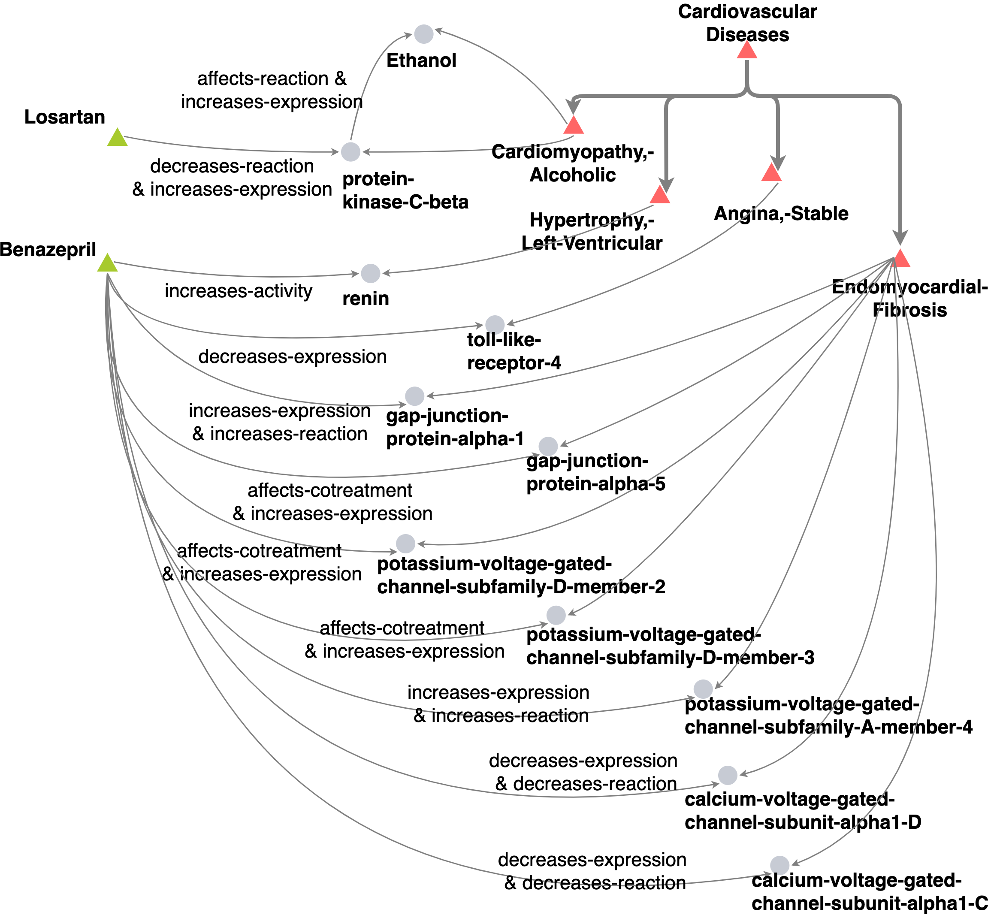 Cardiovascular
Diseases
Ethanol
affects-reaction &
increases-expression
Losartan
decreases-reaction
& increases-expression
protein-
kinase-C-beta
Cardiomyopathy,-
Alcoholic
Hypertrophy,-
Left-Ventricular
Angina,-Stable
Benazepril
increases-activity
renin
Endomyocardial-
Fibrosis
toll-like-
receptor-4
decreases-expression
increases-expression
& increases-reaction
gap-junction-
protein-alpha-1
gap-junction-
protein-alpha-5
affects-cotreatment
& increases-expression
affects-cotreatment
& increases-expression
potassium-voltage-gated-
channel-subfamily-D-member-2
affects-cotreatment
& increases-expression
potassium-voltage-gated-
channel-subfamily-D-member-3
increases-expression
& increases-reaction
potassium-voltage-gated-
channel-subfamily-A-member-4
decreases-expression
& decreases-reaction
calcium-voltage-gated-
channel-subunit-alpha1-D
decreases-expression
& decreases-reaction
calcium-voltage-gated-
channel-subunit-alpha1-C